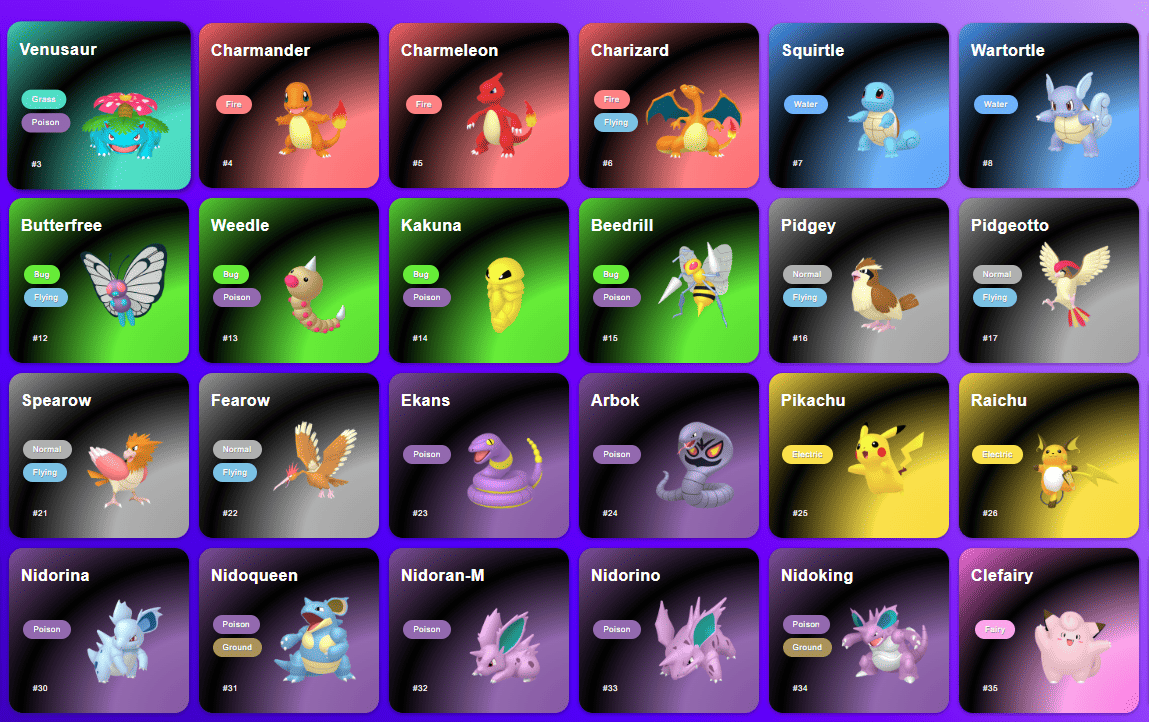 Venusaur
Grass
Poison
#3
Charmander
Fire
#4
Charmeleon
Fire
#5
Charizard
Fire
Flying
#6
Squirtle
Water
#7
Wartortle
Water
#8
Butterfree
Bug
Flying
#12
Weedle
Bug
Poison
#13
Kakuna
Bug
Poison
#14
Beedrill
Bug
Poison
#15
Pidgey
Normal
Flying
#16
Pidgeotto
Normal
Flying
#17
Spearow
Normal
Flying
#21
Fearow
Normal
Flying
#22
Ekans
Poison
#23
Arbok
Poison
#24
Pikachu
Electric
#25
Raichu
Electric
#26
Nidorina
Poison
#30
Nidoqueen
Poison
Ground
#31
Nidoran-M
Poison
#32
Nidorino
Poison
#33
Nidoking
Poison
Ground
#34
Clefairy
Fairy
#35